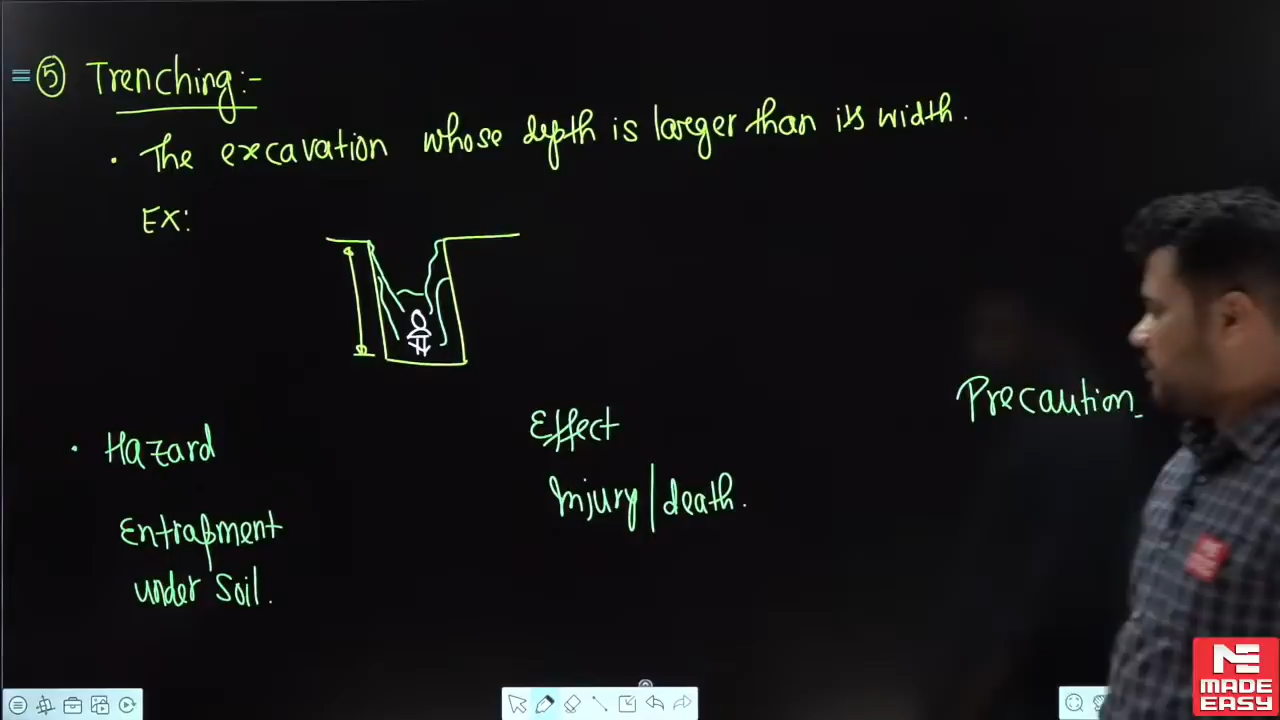 ⑤ Trenching:-
• The excavation whose depth is larger than its width.
EX:
• Hazard Effect Precaution
Entrapment Injury/death.
under Soil.
MADE
EASY